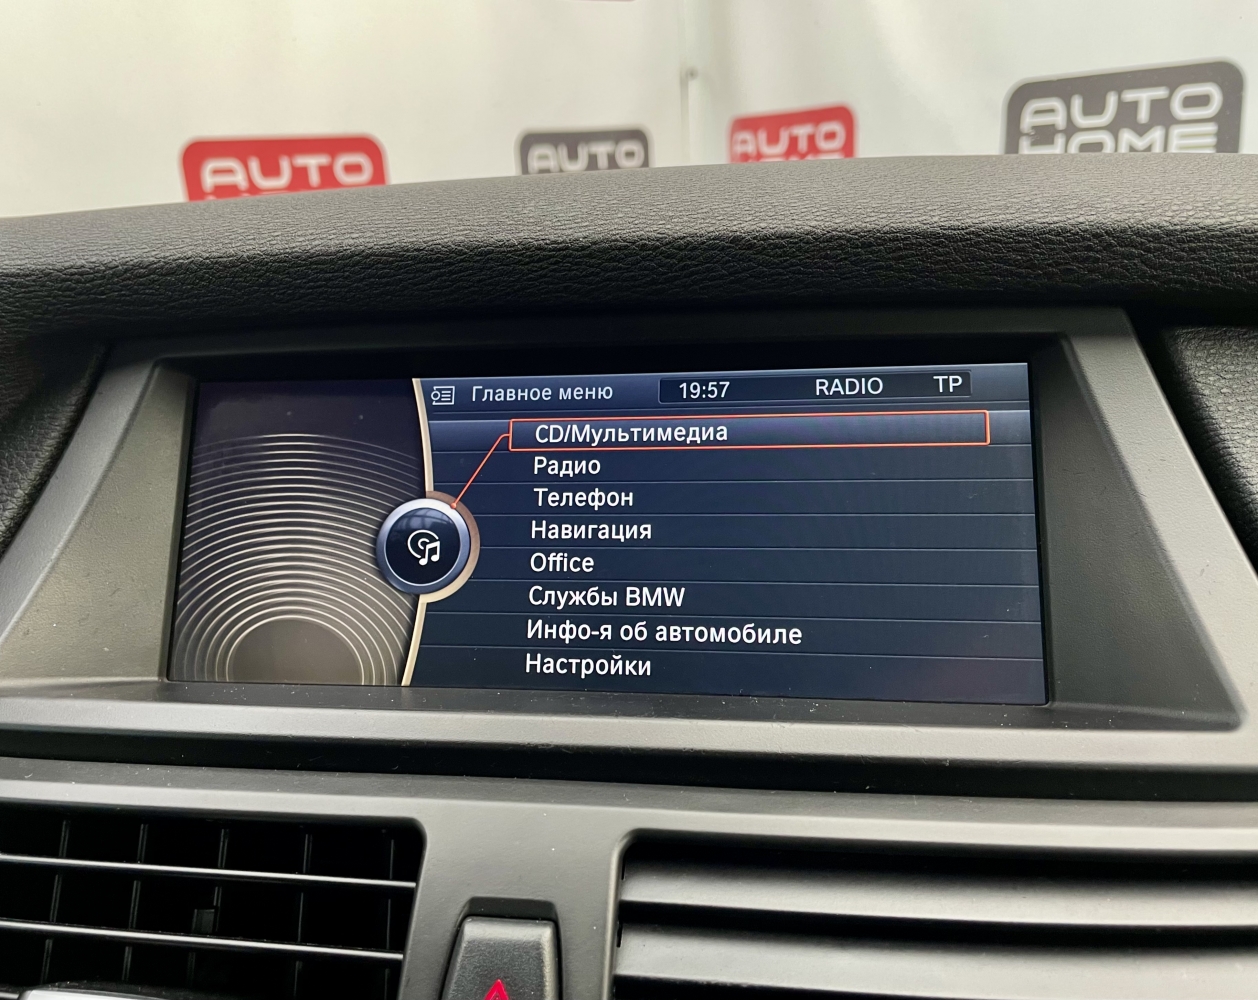 AUTO
AUTO
AUTO
HOME
AUTO
HOME
Главное меню 19:57 RADIO TP
CD/Мультимедиа
Радио
Телефон
Навигация
Office
Службы BMW
Инфо-я об автомобиле
Настройки